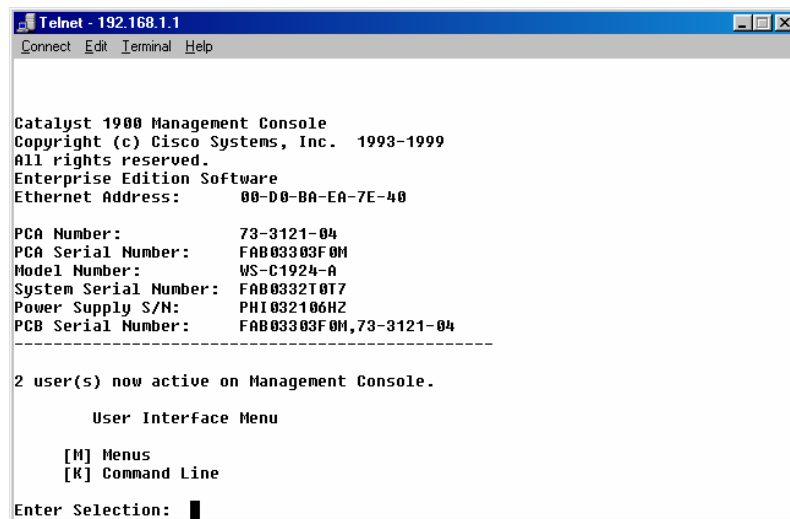 Telnet - 192.168.1.1
Connect Edit Terminal Help
Catalyst 1900 Management Console
Copyright (c) Cisco Systems, Inc. 1993-1999
All rights reserved.
Enterprise Edition Software
Ethernet Address: 00-D0-BA-EA-7E-40
PCA Number: 73-3121-04
PCA Serial Number: FAB03303F0M
Model Number: WS-C1924-A
System Serial Number: FAB0332T0T7
Power Supply S/N: PHI032106HZ
PCB Serial Number: FAB03303F0M,73-3121-04
-------------------------------------------------
2 user(s) now active on Management Console.
User Interface Menu
[M] Menus
[K] Command Line
Enter Selection: